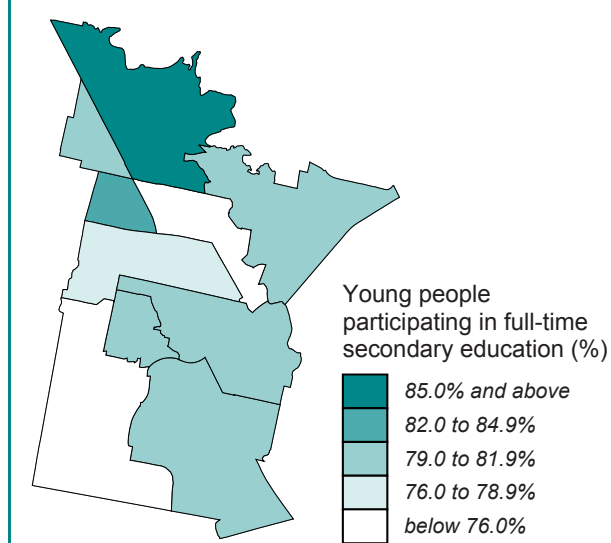 Young people
participating in full-time
secondary education (%)
85.0% and above
82.0 to 84.9%
79.0 to 81.9%
76.0 to 78.9%
below 76.0%